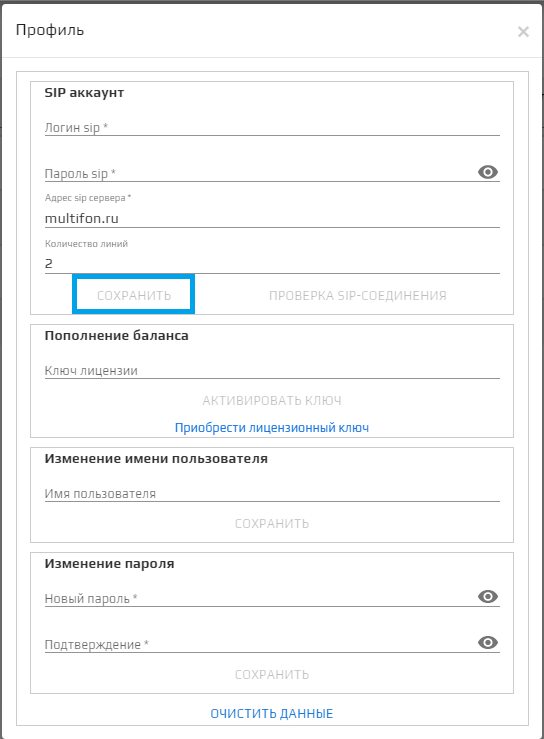 Профиль
SIP аккаунт
Логин sip *
Пароль sip *
Адрес sip сервера *
multifon.ru
Количество линий
2
СОХРАНИТЬ ПРОВЕРКА SIP-СОЕДИНЕНИЯ
Пополнение баланса
Ключ лицензии
АКТИВИРОВАТЬ КЛЮЧ
Приобрести лицензионный ключ
Изменение имени пользователя
Имя пользователя
СОХРАНИТЬ
Изменение пароля
Новый пароль *
Подтверждение *
СОХРАНИТЬ
ОЧИСТИТЬ ДАННЫЕ